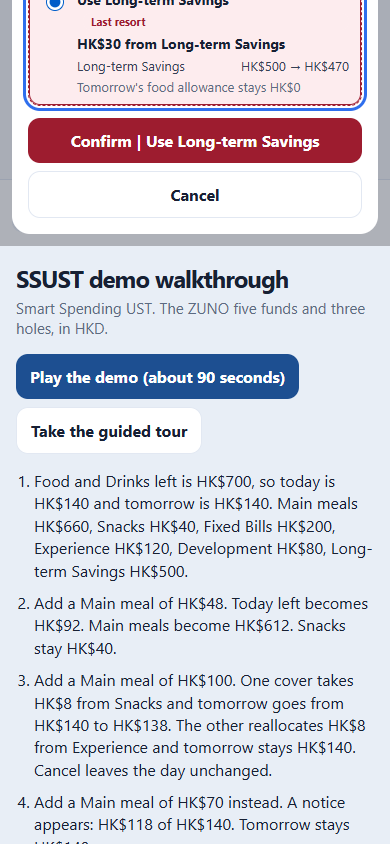 Use Long-term Savings
Last resort
HK$30 from Long-term Savings
Long-term Savings HK$500 → HK$470
Tomorrow's food allowance stays HK$0
Confirm | Use Long-term Savings
Cancel
SSUST demo walkthrough
Smart Spending UST. The ZUNO five funds and three
holes, in HKD.
Play the demo (about 90 seconds)
Take the guided tour
1. Food and Drinks left is HK$700, so today is
HK$140 and tomorrow is HK$140. Main meals
HK$660, Snacks HK$40, Fixed Bills HK$200,
Experience HK$120, Development HK$80, Long-
term Savings HK$500.
2. Add a Main meal of HK$48. Today left becomes
HK$92. Main meals become HK$612. Snacks
stay HK$40.
3. Add a Main meal of HK$100. One cover takes
HK$8 from Snacks and tomorrow goes from
HK$140 to HK$138. The other reallocates HK$8
from Experience and tomorrow stays HK$140.
Cancel leaves the day unchanged.
4. Add a Main meal of HK$70 instead. A notice
appears: HK$118 of HK$140. Tomorrow stays